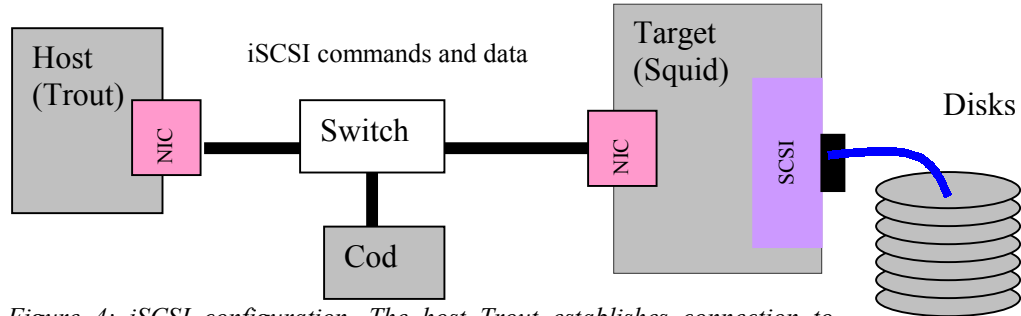 Host
(Trout)
NIC
iSCSI commands and data
Switch
Cod
Target
(Squid)
NIC
SCSI
Disks
Figure 4: iSCSI configuration. The host Trout establishes connection to